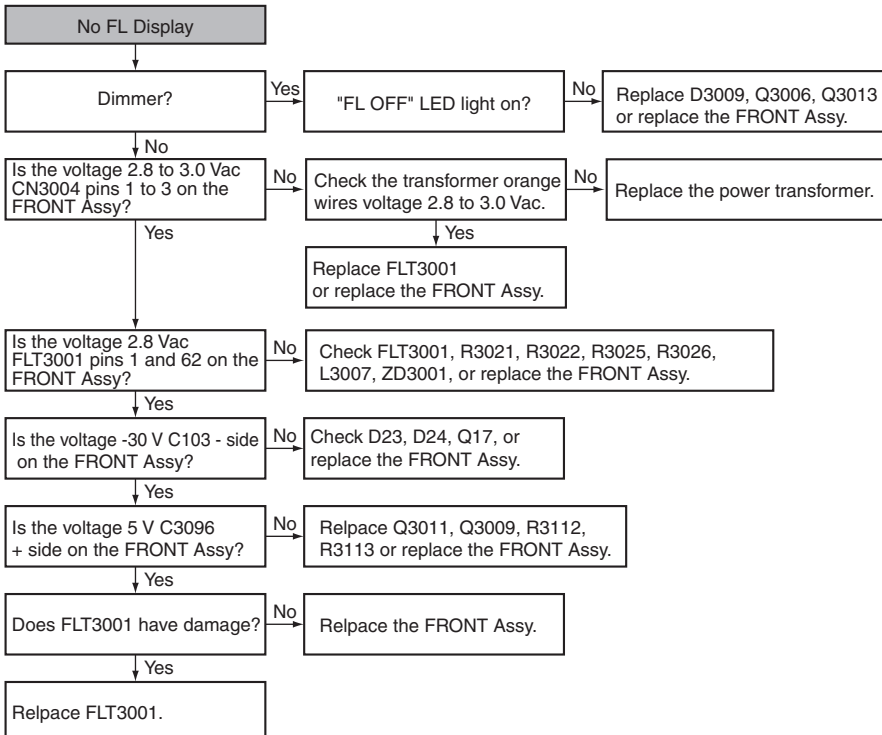 No FL Display
Dimmer?
Yes
"FL OFF" LED light on?
No
Replace D3009, Q3006, Q3013
or replace the FRONT Assy.
No
Is the voltage 2.8 to 3.0 Vac
CN3004 pins 1 to 3 on the
FRONT Assy?
No
Check the transformer orange
wires voltage 2.8 to 3.0 Vac.
No
Replace the power transformer.
Yes
Yes
Replace FLT3001
or replace the FRONT Assy.
Is the voltage 2.8 Vac
FLT3001 pins 1 and 62 on the
FRONT Assy?
No
Check FLT3001, R3021, R3022, R3025, R3026,
L3007, ZD3001, or replace the FRONT Assy.
Yes
Is the voltage -30 V C103 - side
on the FRONT Assy?
No
Check D23, D24, Q17, or
replace the FRONT Assy.
Yes
Is the voltage 5 V C3096
+ side on the FRONT Assy?
No
Relpace Q3011, Q3009, R3112,
R3113 or replace the FRONT Assy.
Yes
Does FLT3001 have damage?
No
Relpace the FRONT Assy.
Yes
Relpace FLT3001.